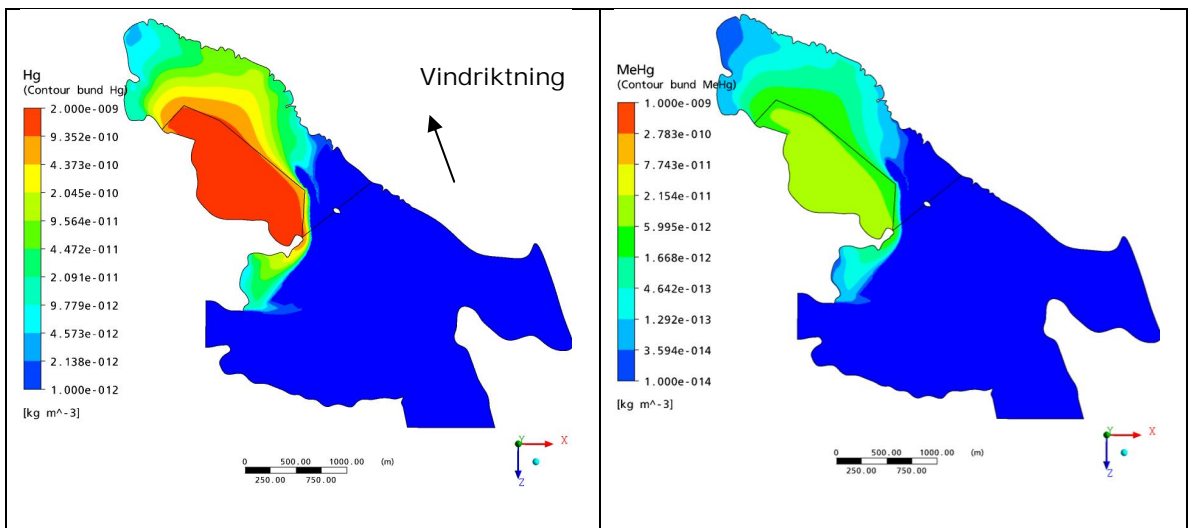 Hg
(Contour bund Hg)
2.000e-009
9.352e-010
4.373e-010
2.045e-010
9.564e-011
4.472e-011
2.091e-011
9.779e-012
4.573e-012
2.138e-012
1.000e-012
[kg m^-3]
Vindriktning
0 500.00 1000.00 (m)
250.00 750.00
Y X
Z
MeHg
(Contour bund MeHg)
1.000e-009
2.783e-010
7.743e-011
2.154e-011
5.995e-012
1.668e-012
4.642e-013
1.292e-013
3.594e-014
1.000e-014
[kg m^-3]
0 500.00 1000.00 (m)
250.00 750.00
Y X
Z